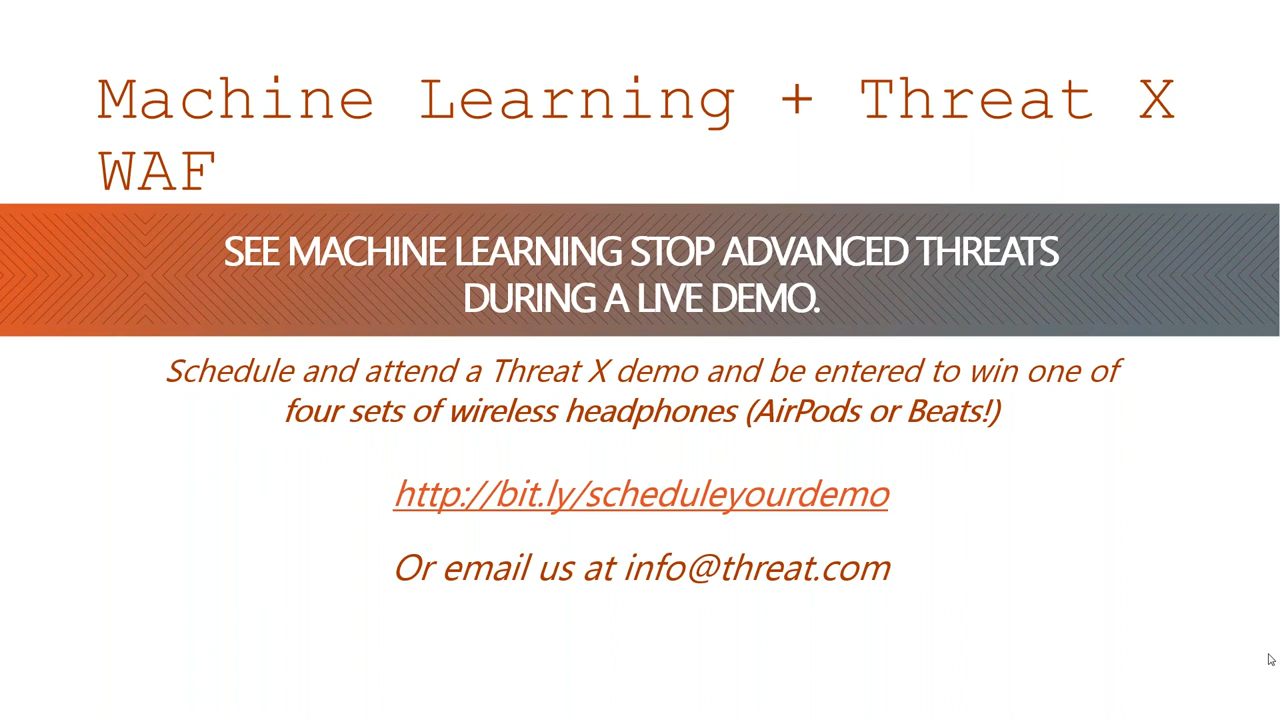 Machine Learning + Threat X
WAF
SEE MACHINE LEARNING STOP ADVANCED THREATS
DURING A LIVE DEMO.
Schedule and attend a Threat X demo and be entered to win one of
four sets of wireless headphones (AirPods or Beats!)
http://bit.ly/scheduleyourdemo
Or email us at info@threat.com